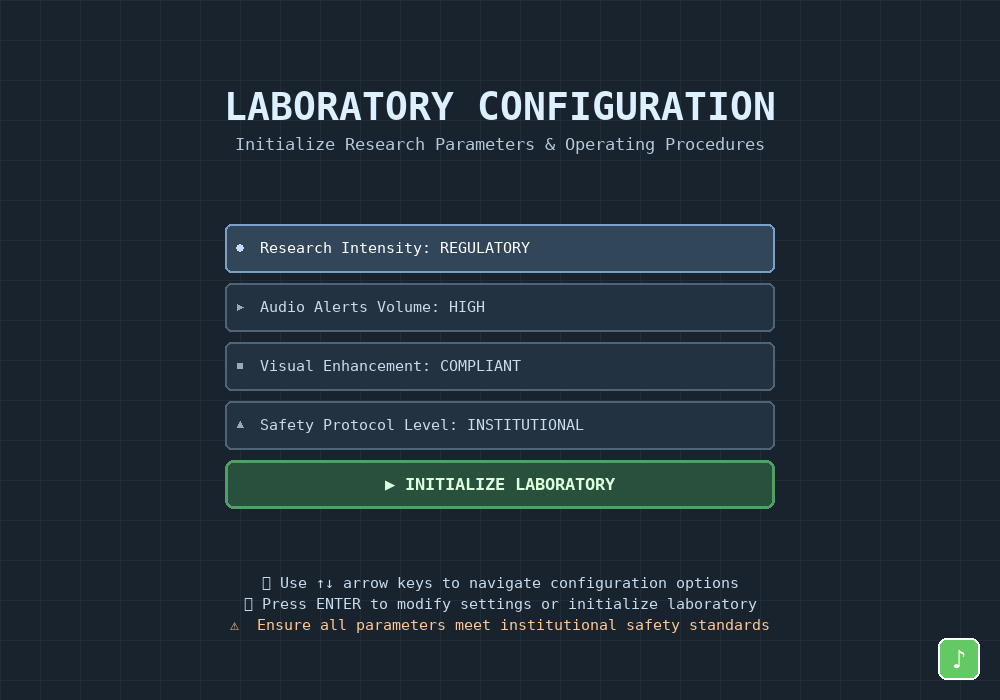 LABORATORY CONFIGURATION
Initialize Research Parameters & Operating Procedures
Research Intensity: REGULATORY
Audio Alerts Volume: HIGH
Visual Enhancement: COMPLIANT
Safety Protocol Level: INSTITUTIONAL
▶ INITIALIZE LABORATORY
Use ↑↓ arrow keys to navigate configuration options
Press ENTER to modify settings or initialize laboratory
⚠ Ensure all parameters meet institutional safety standards
♪